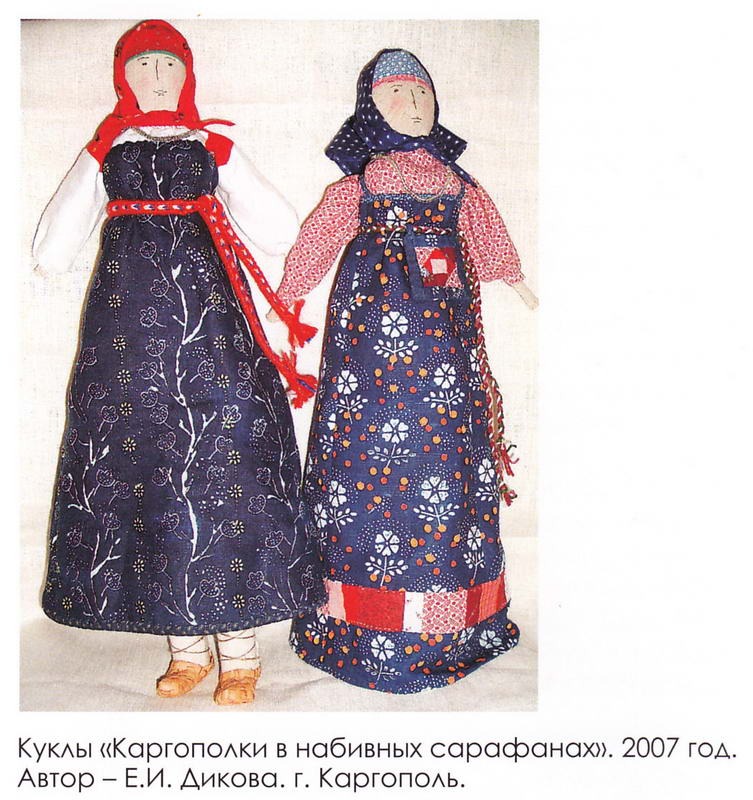 Куклы «Каргополки в набивных сарафанах». 2007 год.
Автор – Е.И. Дикова. г. Каргополь.